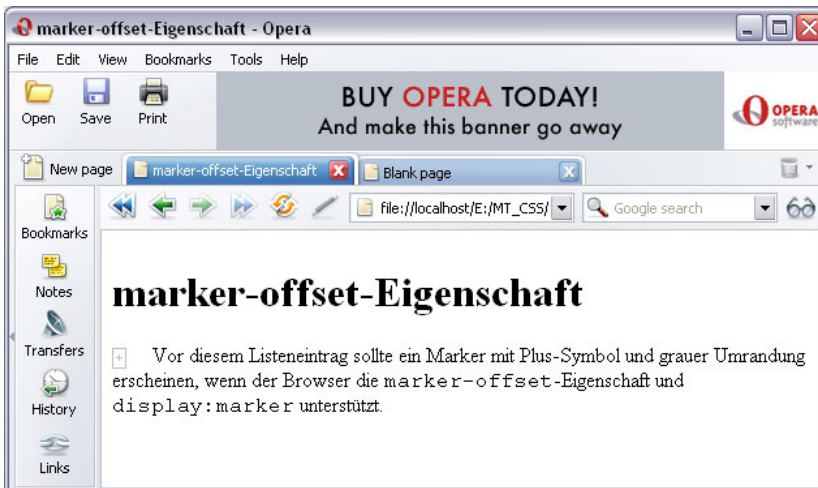 marker-offset-Eigenschaft - Opera
File Edit View Bookmarks Tools Help
Open Save Print
BUY OPERA TODAY!
And make this banner go away
OPERA
software
New page marker-offset-Eigenschaft Blank page
file://localhost/E:/MT_CSS/ Google search
Bookmarks
Notes
Transfers
History
Links
marker-offset-Eigenschaft
+ Vor diesem Listeneintrag sollte ein Marker mit Plus-Symbol und grauer Umrandung
erscheinen, wenn der Browser die marker-offset-Eigenschaft und
display:marker unterstützt.